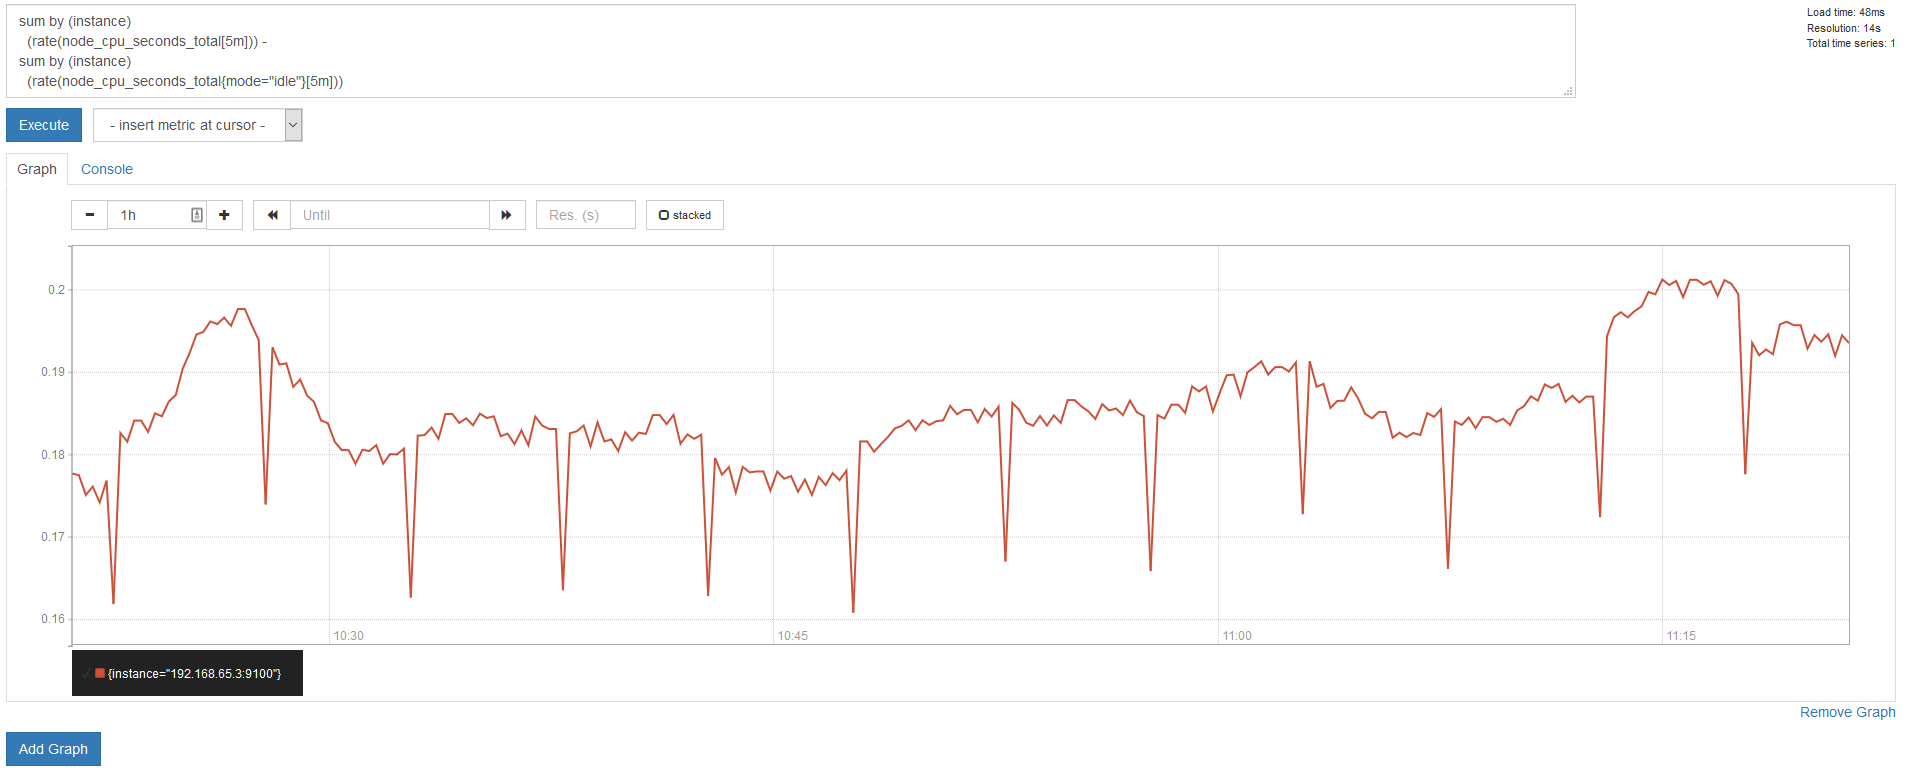 sum by (instance)
(rate(node_cpu_seconds_total[5m])) -
sum by (instance)
(rate(node_cpu_seconds_total{mode="idle"}[5m]))
Load time: 48ms
Resolution: 14s
Total time series: 1
Execute
- insert metric at cursor -
Graph Console
1h Until Res. (s) stacked
0.2
0.19
0.18
0.17
0.16
10:30 10:45 11:00 11:15
{instance="192.168.65.3:9100"}
Remove Graph
Add Graph